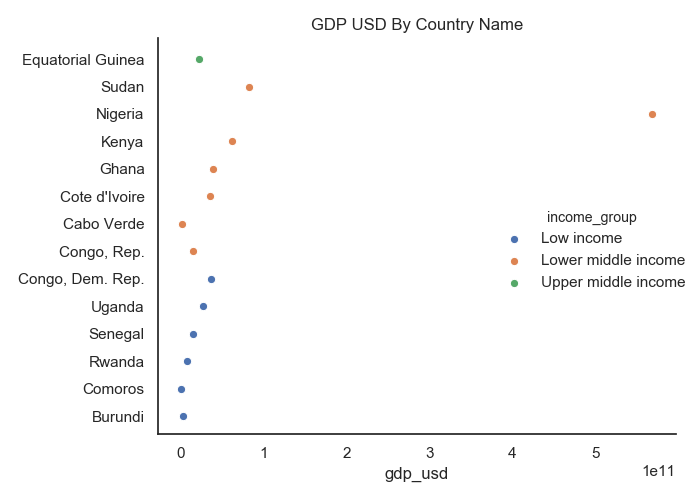 GDP USD By Country Name
Equatorial Guinea
Sudan
Nigeria
Kenya
Ghana
Cote d'Ivoire
Cabo Verde
Congo, Rep.
Congo, Dem. Rep.
Uganda
Senegal
Rwanda
Comoros
Burundi
income_group
Low income
Lower middle income
Upper middle income
0 1 2 3 4 5
1e11
gdp_usd